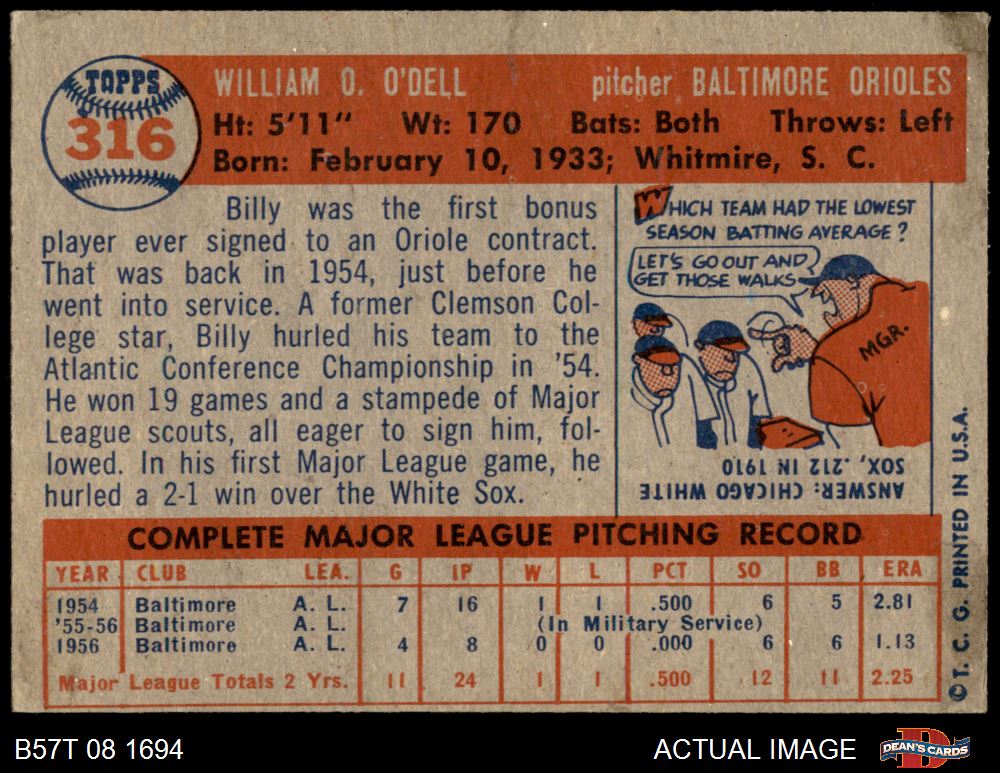 TOPPS
316
WILLIAM O. O'DELL pitcher BALTIMORE ORIOLES
Ht: 5'11" Wt: 170 Bats: Both Throws: Left
Born: February 10, 1933; Whitmire, S. C.
Billy was the first bonus
player ever signed to an Oriole contract.
That was back in 1954, just before he
went into service. A former Clemson Col-
lege star, Billy hurled his team to the
Atlantic Conference Championship in '54.
He won 19 games and a stampede of Major
League scouts, all eager to sign him, fol-
lowed. In his first Major League game, he
hurled a 2-1 win over the White Sox.
WHICH TEAM HAD THE LOWEST
SEASON BATTING AVERAGE?
LET'S GO OUT AND
GET THOSE WALKS
MGR.
ANSWER: CHICAGO WHITE
SOX, .212 IN 1910
COMPLETE MAJOR LEAGUE PITCHING RECORD
YEAR CLUB LEA. G IP W L PCT SO BB ERA
1954 Baltimore A. L. 7 16 1 1 .500 6 5 2.81
'55-56 Baltimore A. L. (In Military Service)
1956 Baltimore A. L. 4 8 0 0 .000 6 6 1.13
Major League Totals 2 Yrs. 11 24 1 1 .500 12 11 2.25
© T. C. G. PRINTED IN U.S.A.
B57T 08 1694 ACTUAL IMAGE DEAN'S CARDS